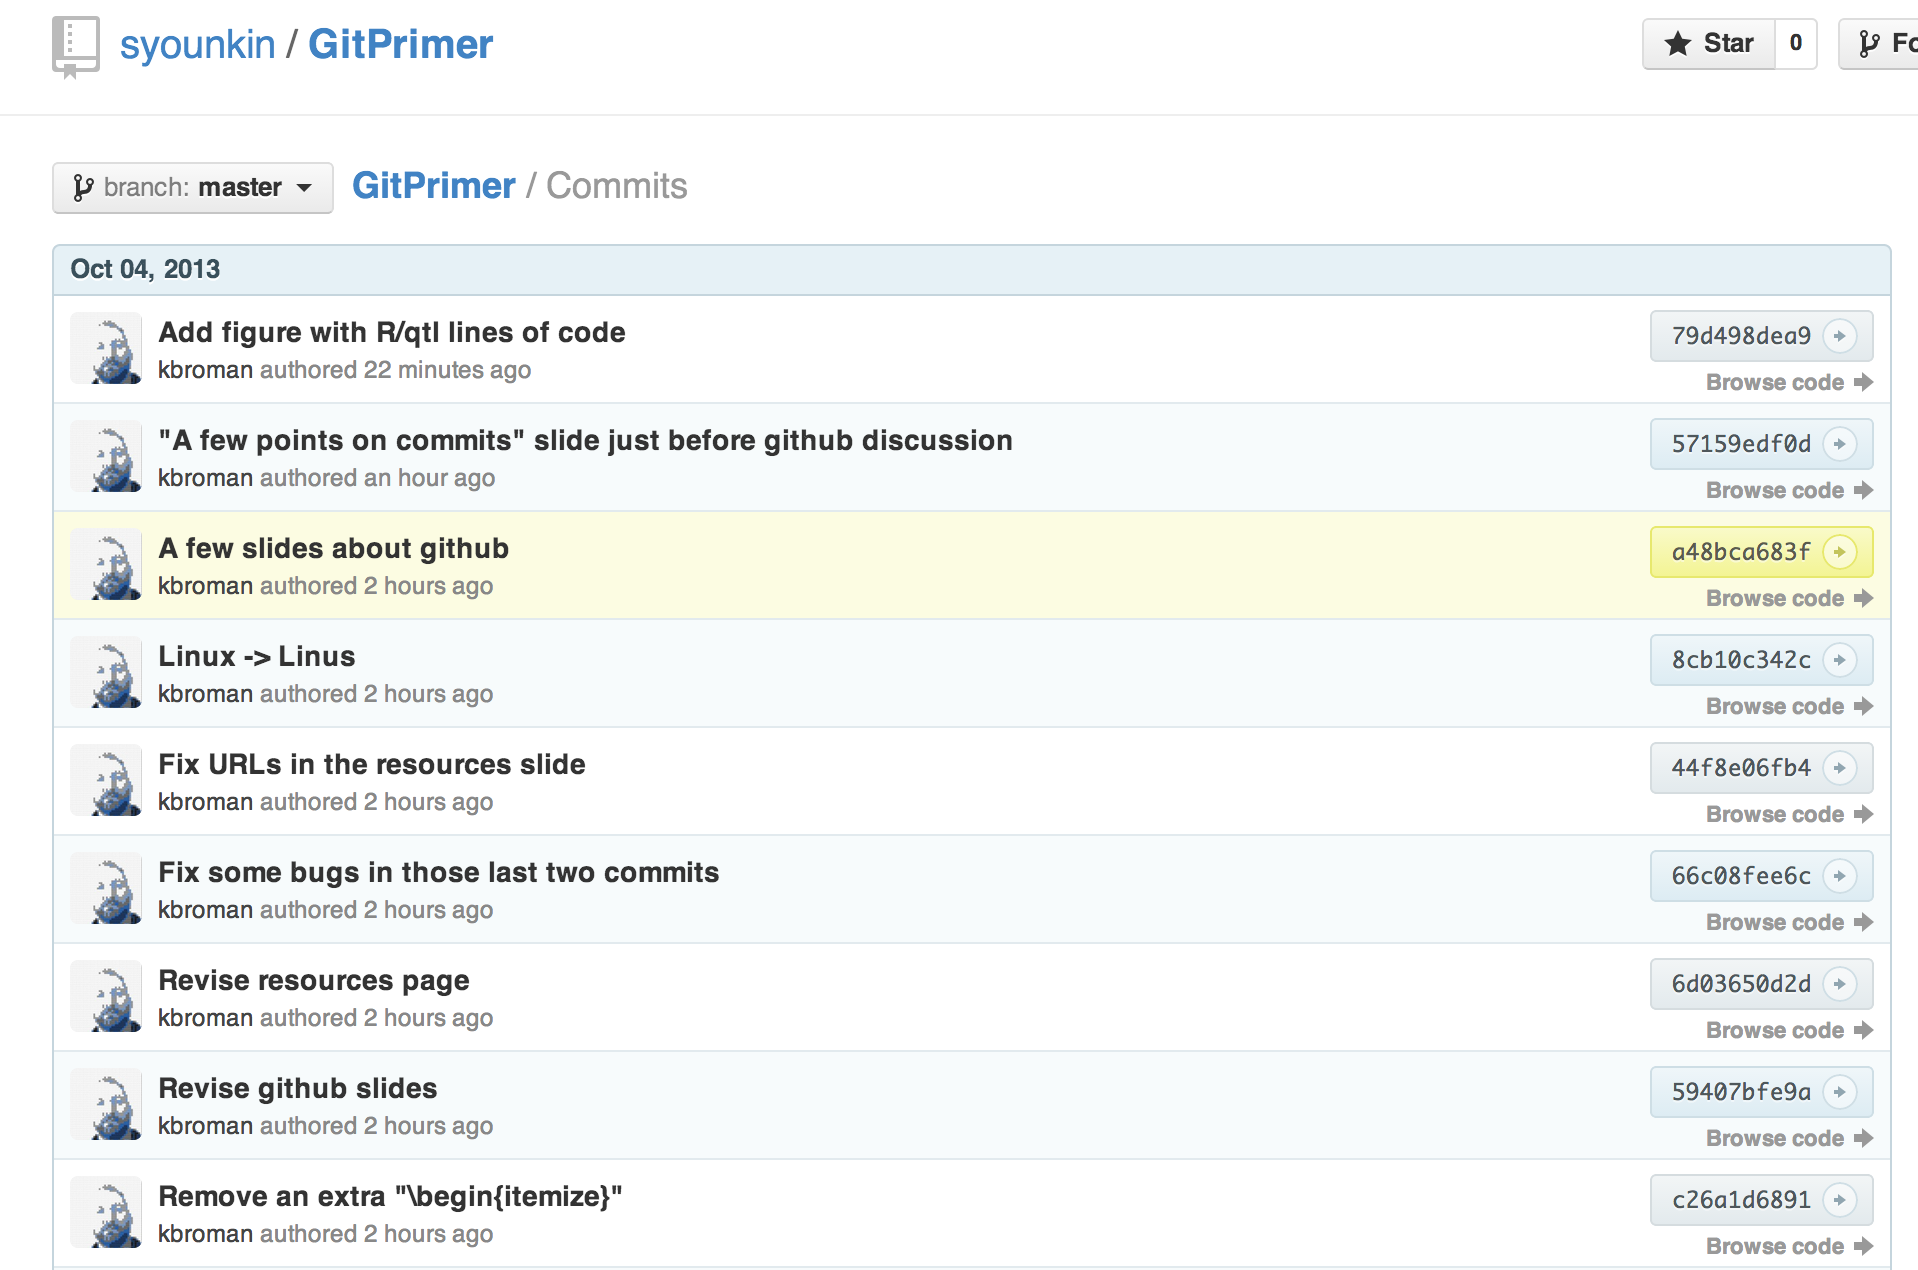 syounkin / GitPrimer
Star 0
branch: master
GitPrimer / Commits
Oct 04, 2013
Add figure with R/qtl lines of code
kbroman authored 22 minutes ago
79d498dea9
Browse code
"A few points on commits" slide just before github discussion
kbroman authored an hour ago
57159edf0d
Browse code
A few slides about github
kbroman authored 2 hours ago
a48bca683f
Browse code
Linux -> Linus
kbroman authored 2 hours ago
8cb10c342c
Browse code
Fix URLs in the resources slide
kbroman authored 2 hours ago
44f8e06fb4
Browse code
Fix some bugs in those last two commits
kbroman authored 2 hours ago
66c08fee6c
Browse code
Revise resources page
kbroman authored 2 hours ago
6d03650d2d
Browse code
Revise github slides
kbroman authored 2 hours ago
59407bfe9a
Browse code
Remove an extra "\begin{itemize}"
kbroman authored 2 hours ago
c26a1d6891
Browse code